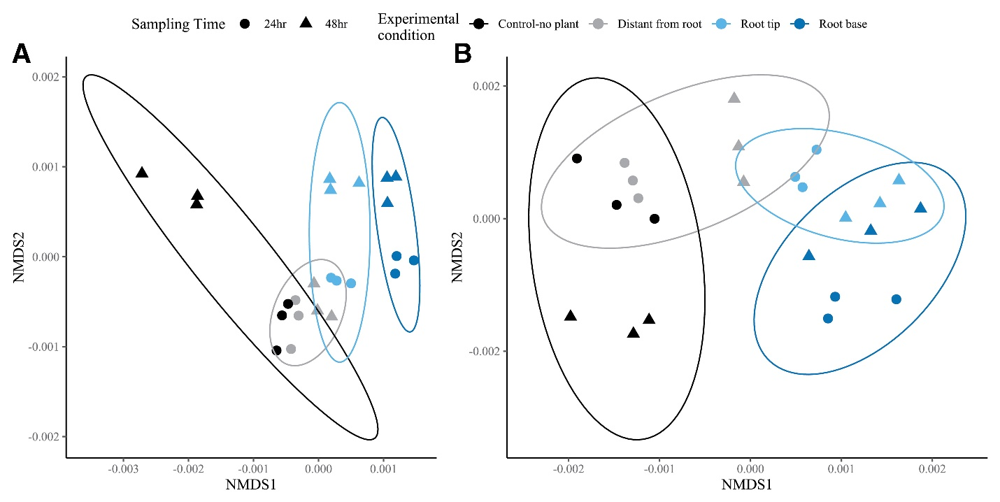 Sampling Time 24hr 48hr Experimental condition Control-no plant Distant from root Root tip Root base
A
0.002
0.001
0.000
-0.001
-0.002
NMDS2
-0.003 -0.002 -0.001 0.000 0.001
NMDS1
B
0.002
0.000
-0.002
NMDS2
-0.002 -0.001 0.000 0.001 0.002
NMDS1